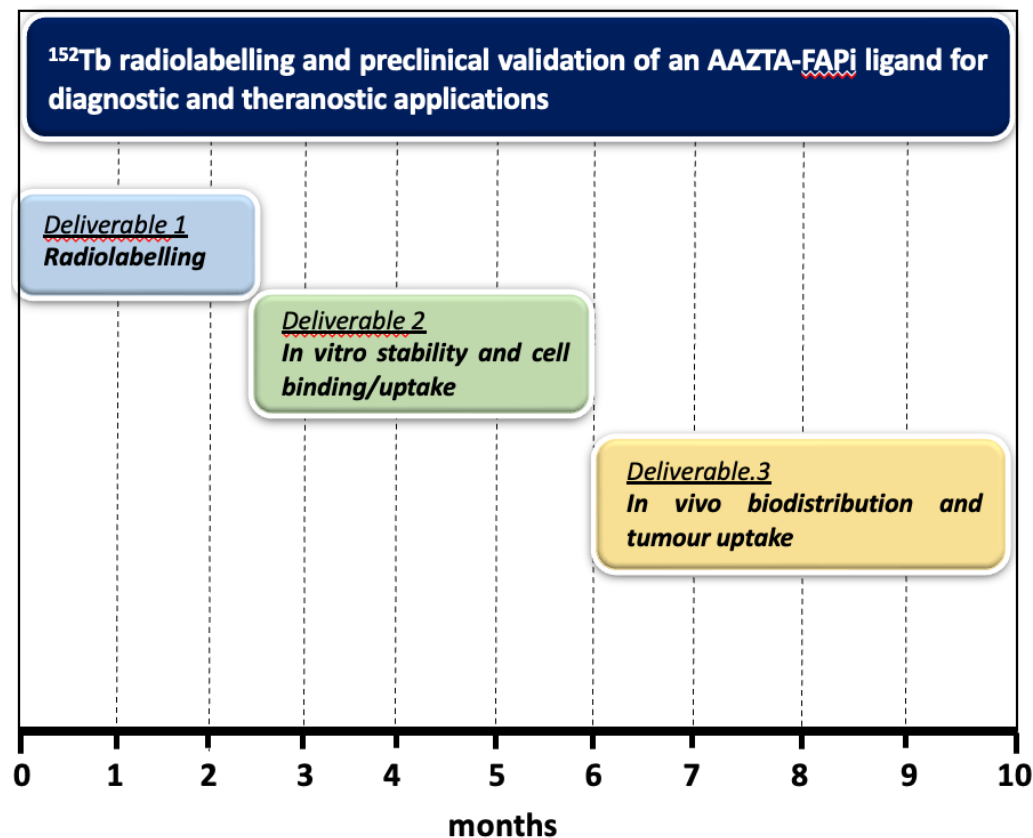 ¹⁵²Tb radiolabelling and preclinical validation of an AAZTA-FAPi ligand for
diagnostic and theranostic applications
Deliverable 1
Radiolabelling
Deliverable 2
In vitro stability and cell
binding/uptake
Deliverable.3
In vivo biodistribution and
tumour uptake
0 1 2 3 4 5 6 7 8 9 10
months